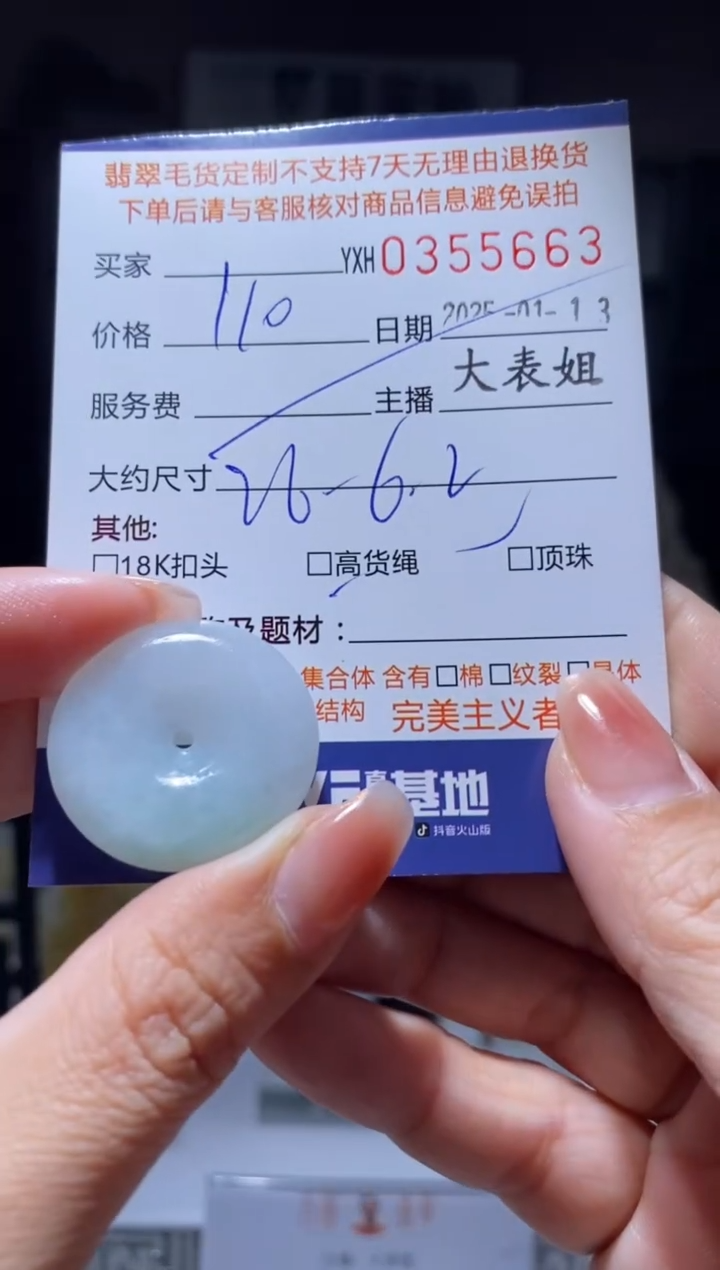 翡翠毛货定制不支持7天无理由退换货
下单后请与客服核对商品信息避免误拍
买家 YXH0355663
价格 110 日期 2025-01-13
服务费 主播 大表姐
大约尺寸 26-6.2
其他:
□18K扣头 □高货绳 □顶珠
及题材：
集合体 含有□棉 □纹裂 □晶体
结构 完美主义者
基地
抖音火山版